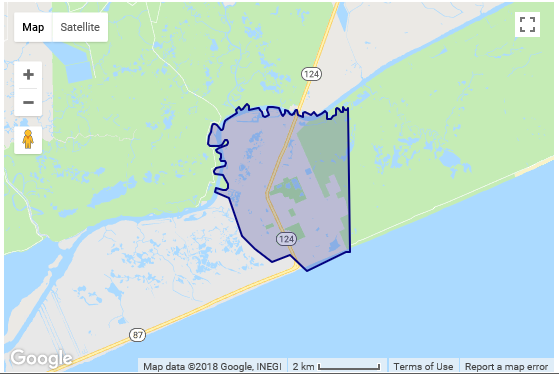 Map Satellite
124
124
87
Google
Map data ©2018 Google, INEGI 2 km Terms of Use Report a map error